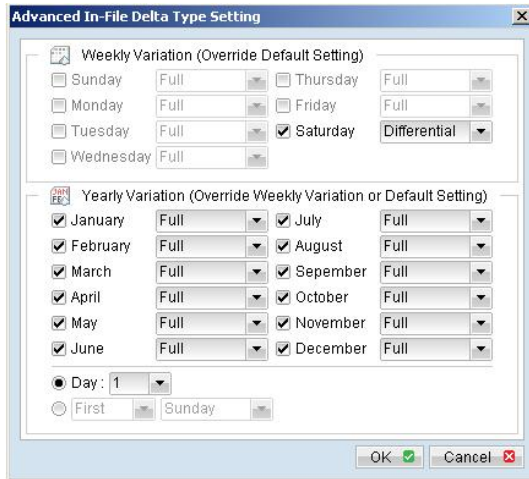 Advanced In-File Delta Type Setting
Weekly Variation (Override Default Setting)
Sunday Full Thursday Full
Monday Full Friday Full
Tuesday Full Saturday Differential
Wednesday Full
JAN
FEB
Yearly Variation (Override Weekly Variation or Default Setting)
January Full July Full
February Full August Full
March Full Sepember Full
April Full October Full
May Full November Full
June Full December Full
Day : 1
First Sunday
OK Cancel